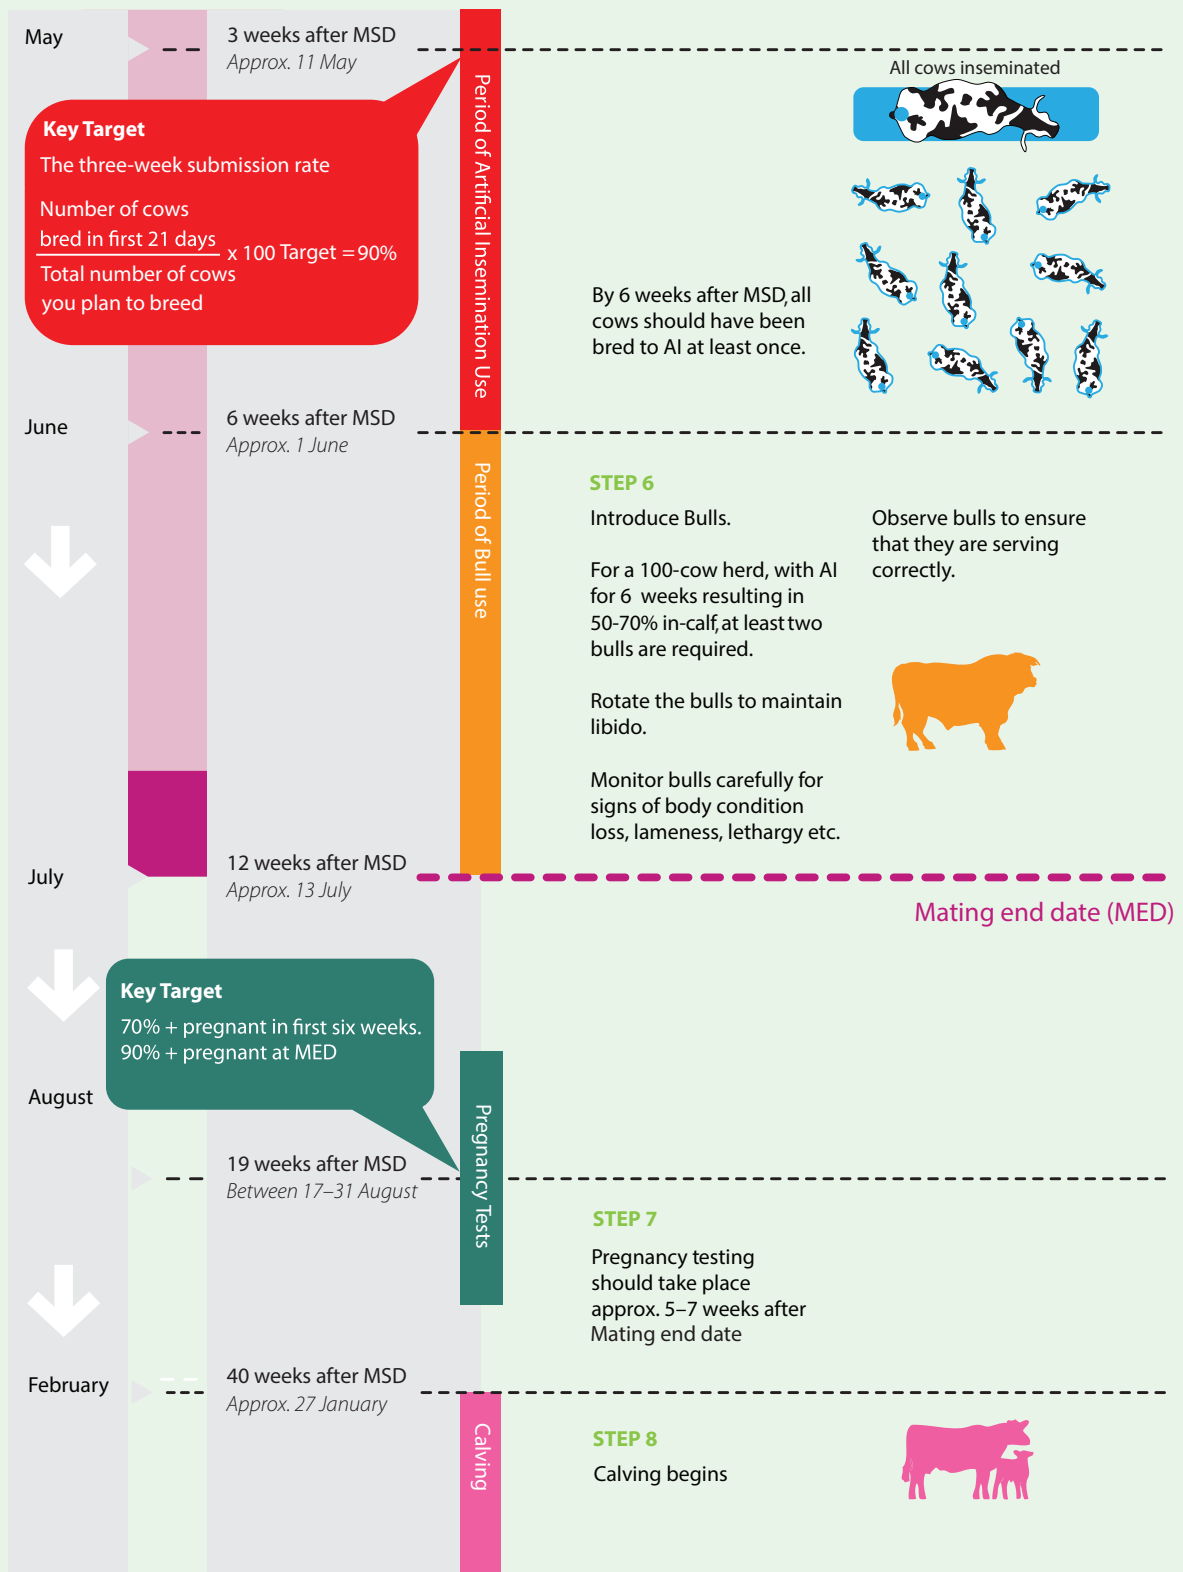 May
3 weeks after MSD
Approx. 11 May
All cows inseminated
Key Target
The three-week submission rate
Number of cows
bred in first 21 days
x 100 Target = 90%
Total number of cows
you plan to breed
Period of Artificial Insemination Use
By 6 weeks after MSD, all
cows should have been
bred to AI at least once.
June
6 weeks after MSD
Approx. 1 June
Period of Bull use
STEP 6
Introduce Bulls.
For a 100-cow herd, with AI
for 6 weeks resulting in
50-70% in-calf, at least two
bulls are required.
Rotate the bulls to maintain
libido.
Monitor bulls carefully for
signs of body condition
loss, lameness, lethargy etc.
Observe bulls to ensure
that they are serving
correctly.
July
12 weeks after MSD
Approx. 13 July
Mating end date (MED)
Key Target
70% + pregnant in first six weeks.
90% + pregnant at MED
August
19 weeks after MSD
Between 17–31 August
Pregnancy Tests
STEP 7
Pregnancy testing
should take place
approx. 5–7 weeks after
Mating end date
February
40 weeks after MSD
Approx. 27 January
Calving
STEP 8
Calving begins